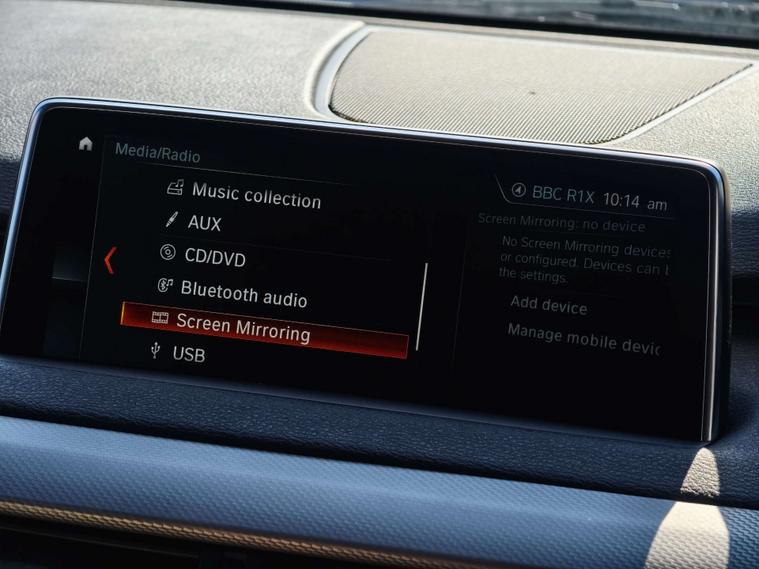 Media/Radio
Music collection
AUX
CD/DVD
Bluetooth audio
Screen Mirroring
USB
BBC R1X 10:14 am
Screen Mirroring: no device
No Screen Mirroring devices
or configured. Devices can b
the settings.
Add device
Manage mobile devic